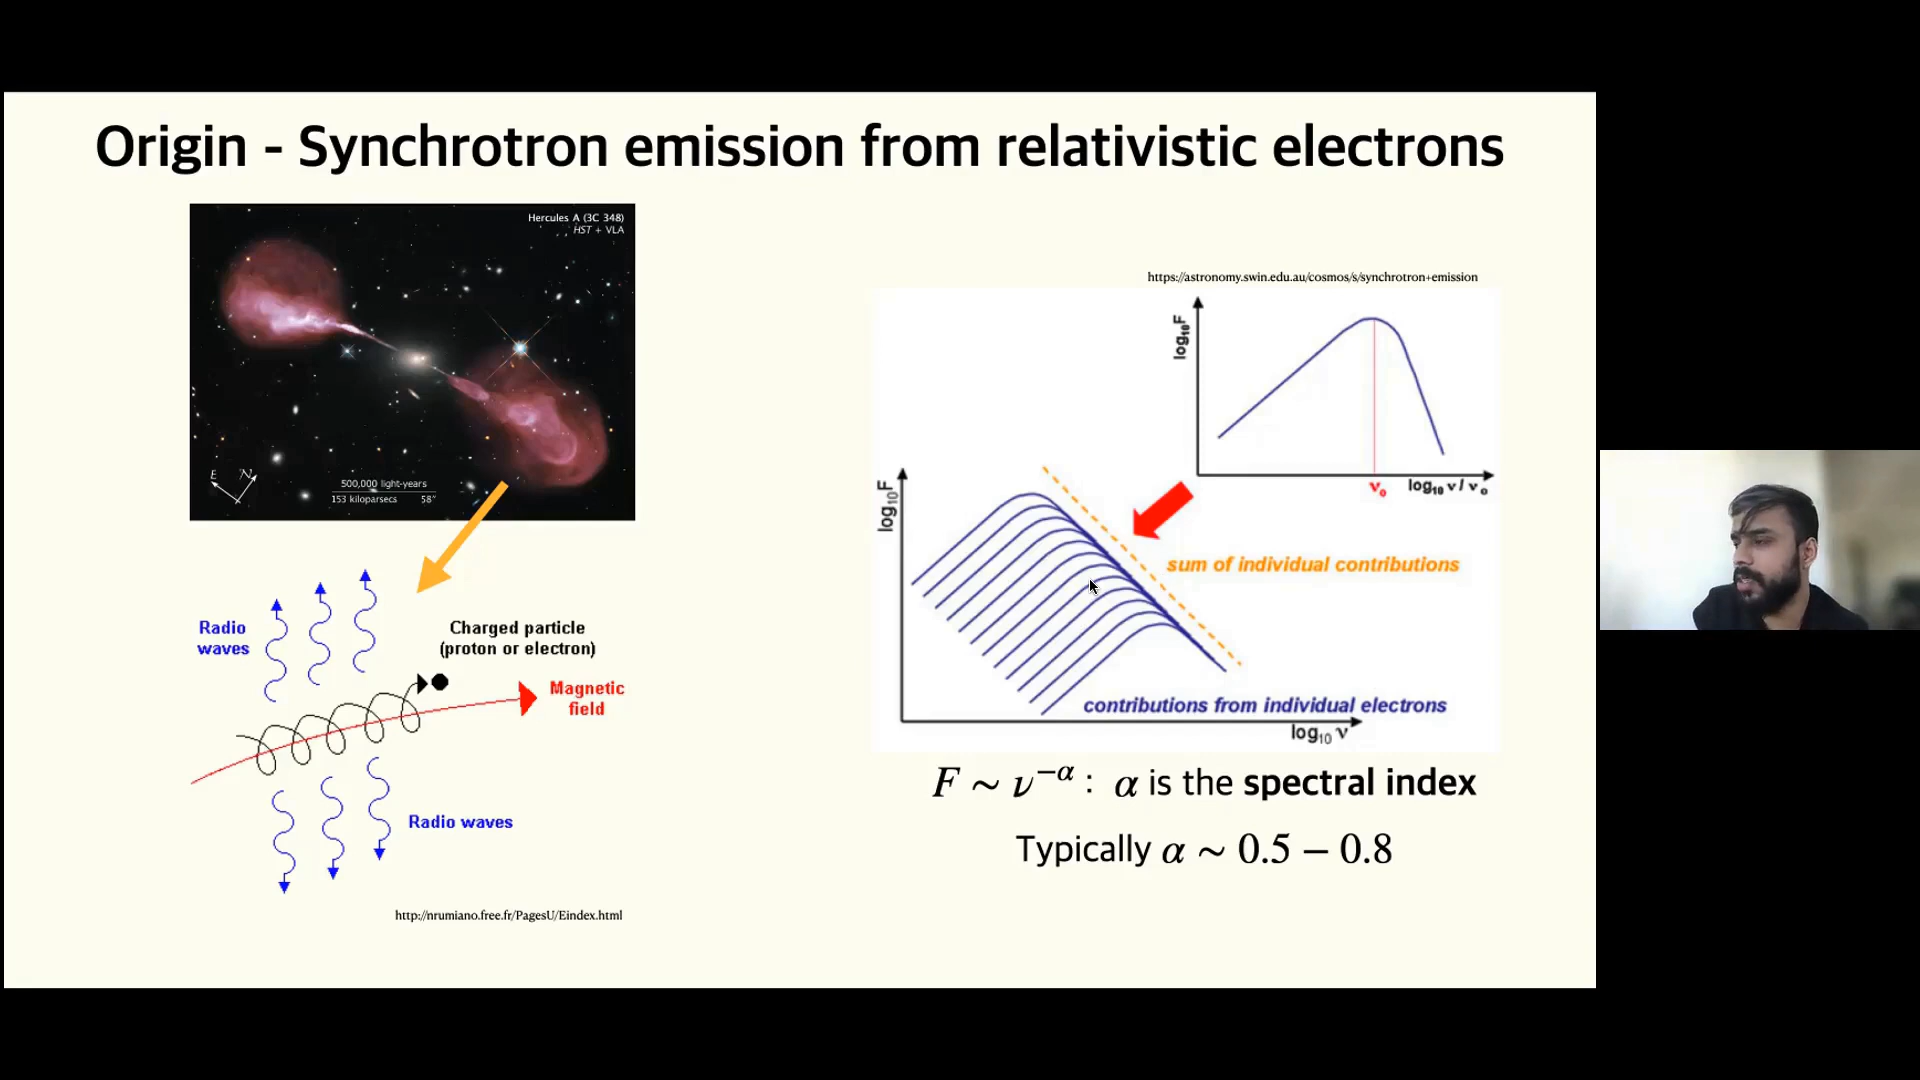 Origin - Synchrotron emission from relativistic electrons
Hercules A (3C 348)
HST + VLA
E
N
500,000 light-years
153 kiloparsecs 58"
Radio
waves
Charged particle
(proton or electron)
Magnetic
field
Radio waves
http://nrumiano.free.fr/PagesU/Eindex.html
https://astronomy.swin.edu.au/cosmos/s/synchrotron+emission
log₁₀F
ν₀
log₁₀ ν / ν₀
log₁₀F
sum of individual contributions
contributions from individual electrons
log₁₀ ν
F ∼ ν^−α : α is the spectral index
Typically α ∼ 0.5 − 0.8